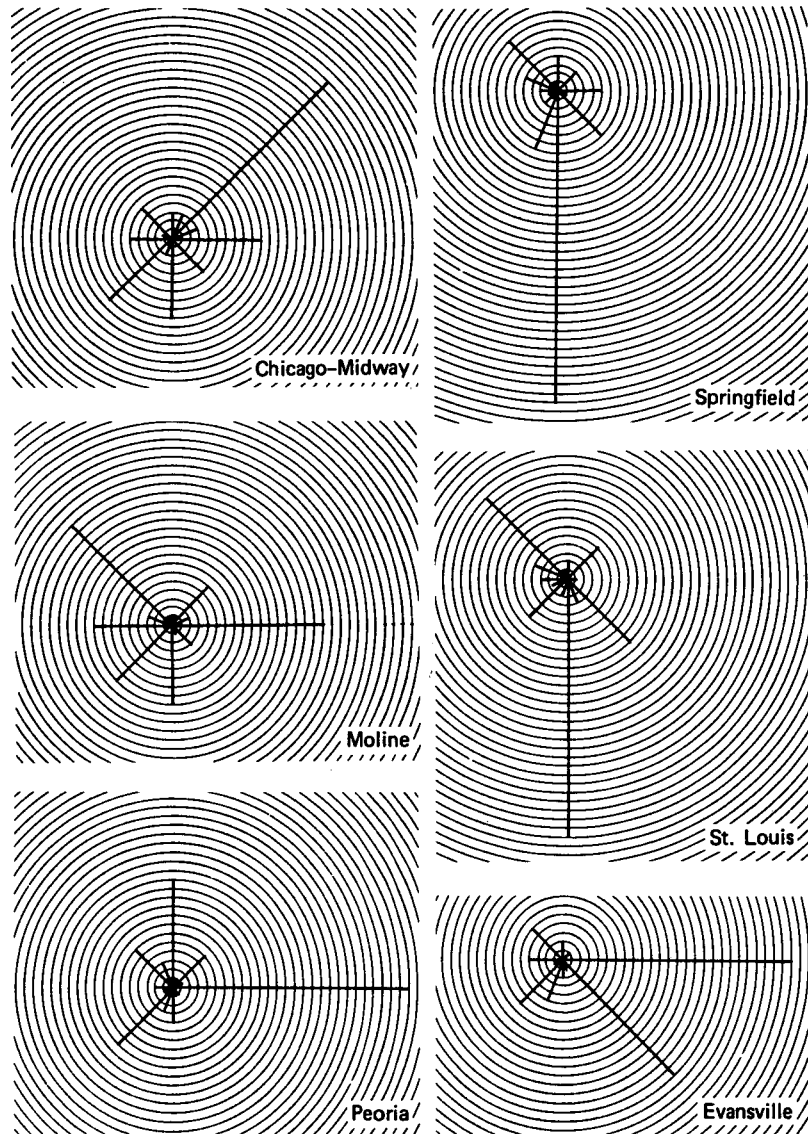 Chicago-Midway
Springfield
Moline
St. Louis
Peoria
Evansville